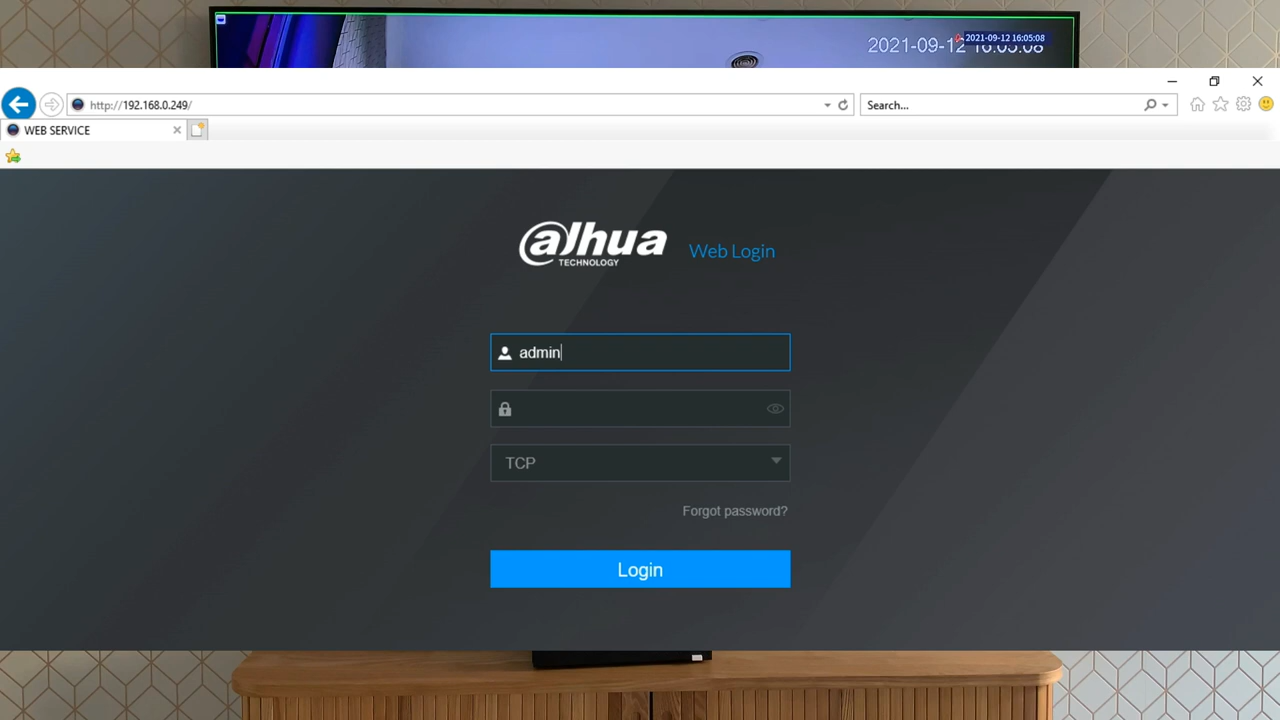 2021-09-12 16:05:08
2021-09-12 16:05:08
http://192.168.0.249/
Search...
WEB SERVICE
alhua
TECHNOLOGY
Web Login
admin
TCP
Forgot password?
Login